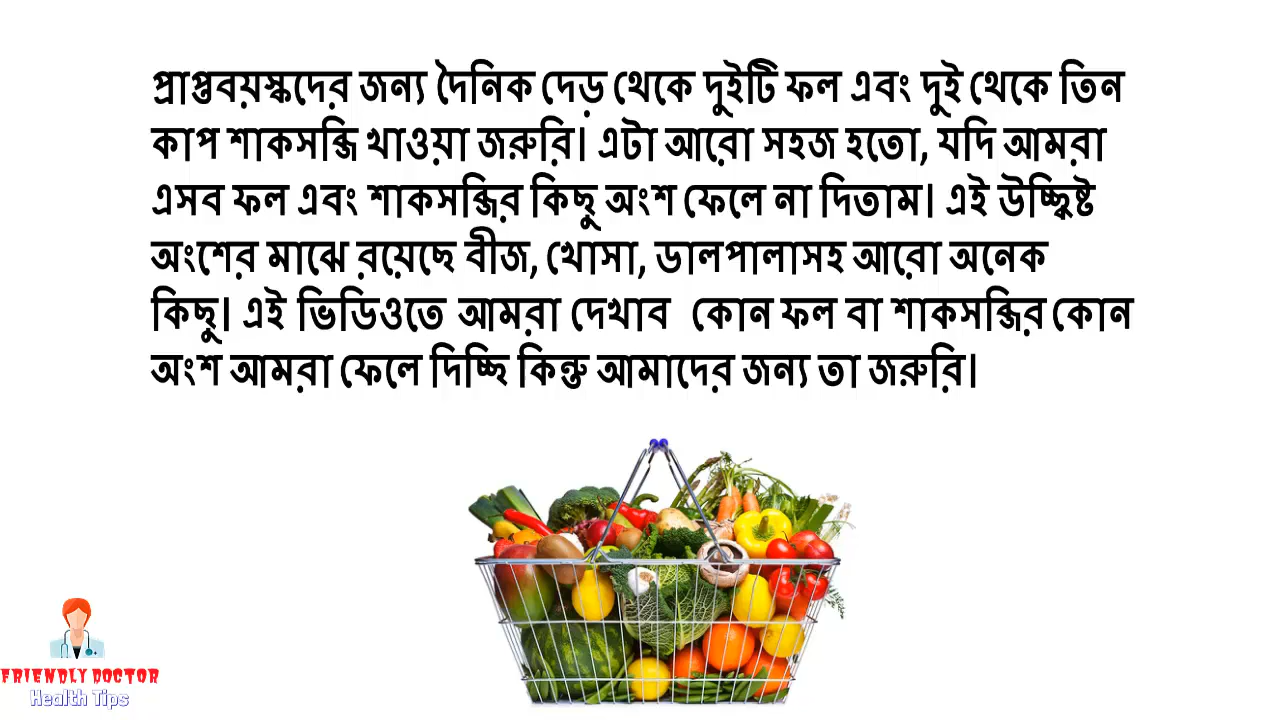 প্রাপ্তবয়স্কদের জন্য দৈনিক দেড় থেকে দুইটি ফল এবং দুই থেকে তিন
কাপ শাকসব্জি খাওয়া জরুরি। এটা আরো সহজ হতো, যদি আমরা
এসব ফল এবং শাকসব্জির কিছু অংশ ফেলে না দিতাম। এই উচ্ছিষ্ট
অংশের মাঝে রয়েছে বীজ, খোসা, ডালপালাসহ আরো অনেক
কিছু। এই ভিডিওতে আমরা দেখাব কোন ফল বা শাকসব্জির কোন
অংশ আমরা ফেলে দিচ্ছি কিন্তু আমাদের জন্য তা জরুরি।
FRIENDLY DOCTOR
Health Tips